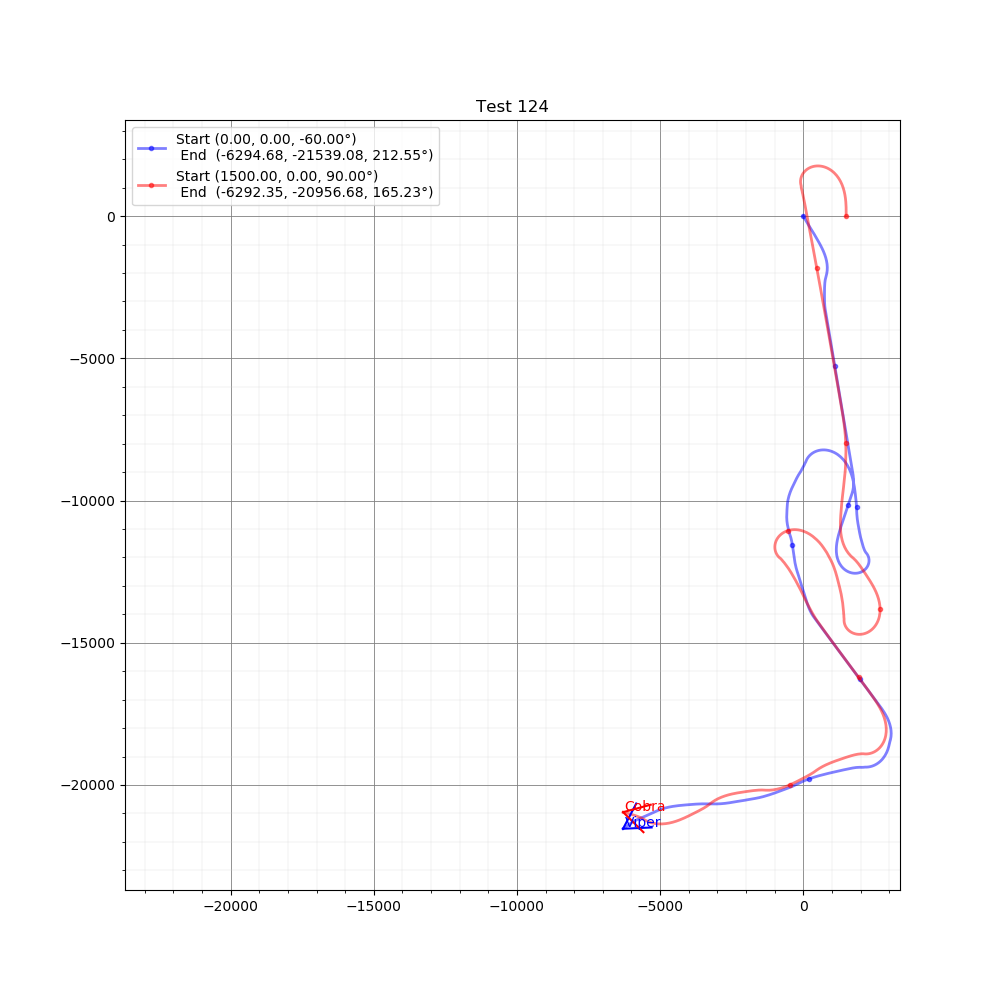 Test 124
Start (0.00, 0.00, -60.00°)
End (-6294.68, -21539.08, 212.55°)
Start (1500.00, 0.00, 90.00°)
End (-6292.35, -20956.68, 165.23°)
0
−5000
−10000
−15000
−20000
Cobra
Viper
−20000
−15000
−10000
−5000
0